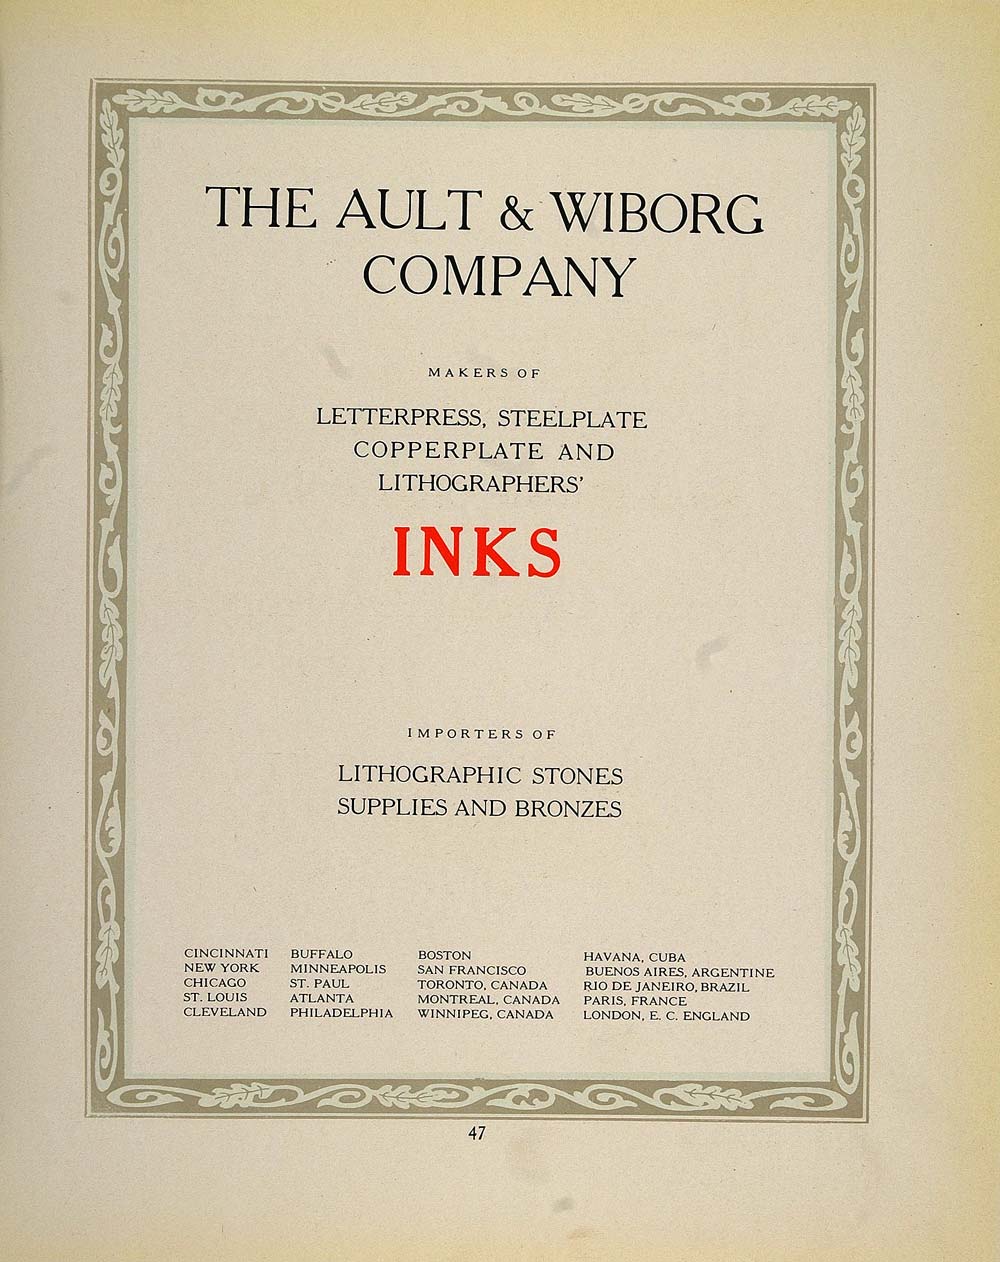 THE AULT & WIBORG
COMPANY
MAKERS OF
LETTERPRESS, STEELPLATE
COPPERPLATE AND
LITHOGRAPHERS'
INKS
IMPORTERS OF
LITHOGRAPHIC STONES
SUPPLIES AND BRONZES
CINCINNATI
NEW YORK
CHICAGO
ST. LOUIS
CLEVELAND
BUFFALO
MINNEAPOLIS
ST. PAUL
ATLANTA
PHILADELPHIA
BOSTON
SAN FRANCISCO
TORONTO, CANADA
MONTREAL, CANADA
WINNIPEG, CANADA
HAVANA, CUBA
BUENOS AIRES, ARGENTINE
RIO DE JANEIRO, BRAZIL
PARIS, FRANCE
LONDON, E. C. ENGLAND
47